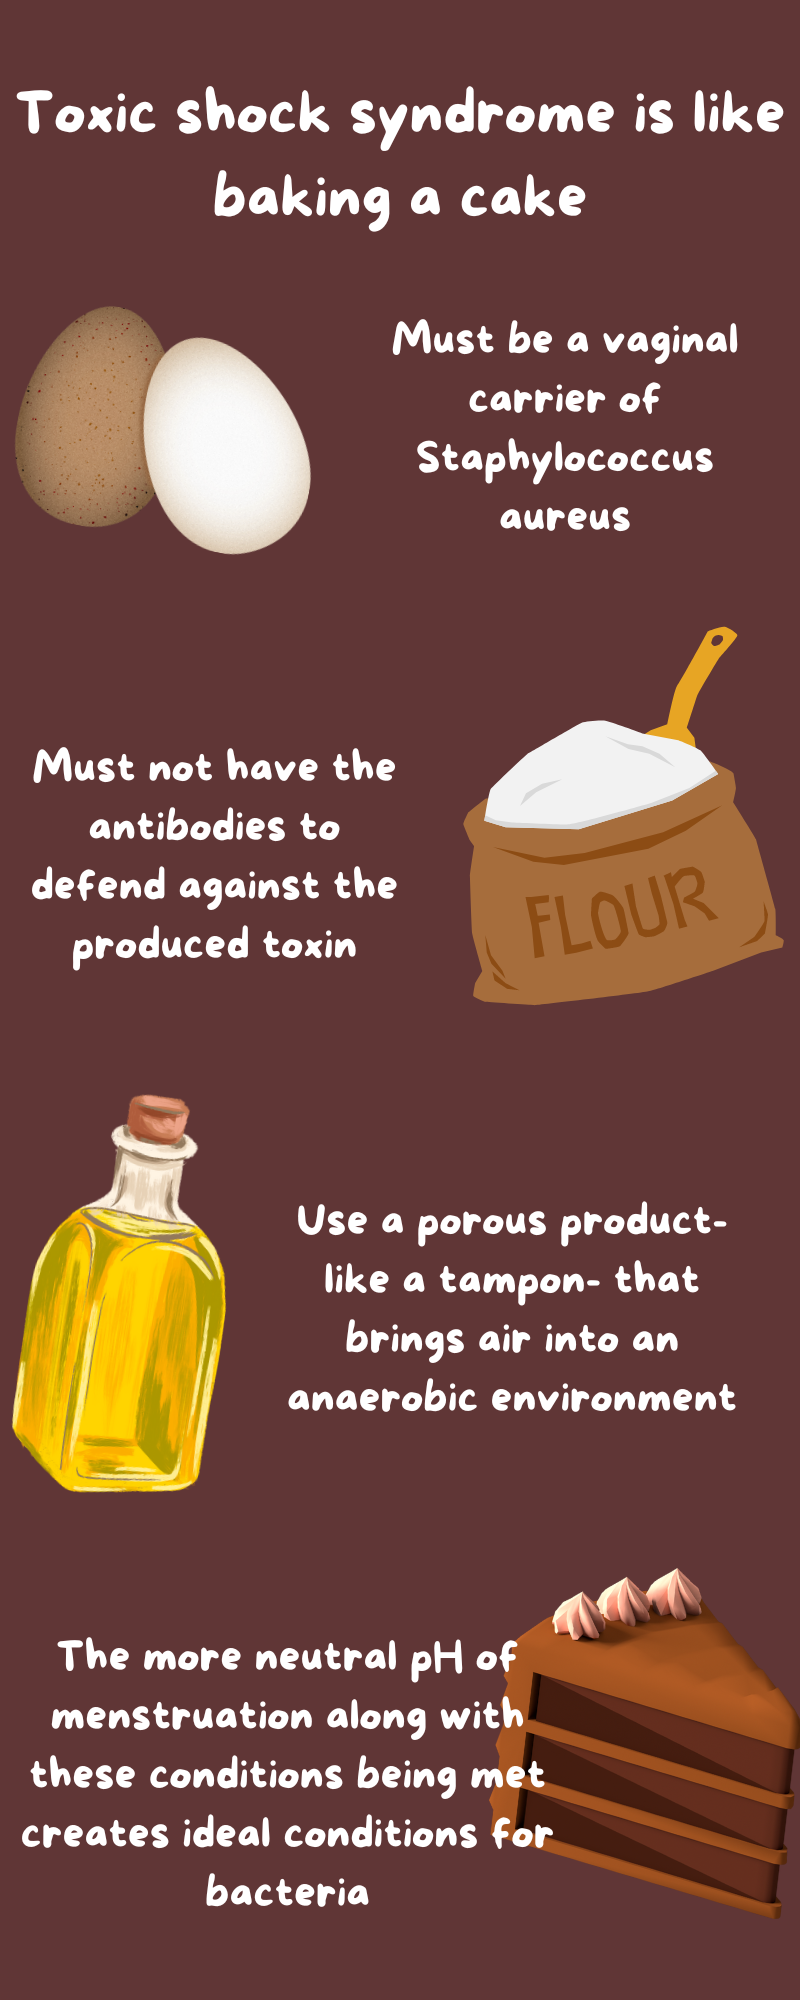 Toxic shock syndrome is like
baking a cake
Must be a vaginal
carrier of
Staphylococcus
aureus
Must not have the
antibodies to
defend against the
produced toxin
FLOUR
Use a porous product-
like a tampon- that
brings air into an
anaerobic environment
The more neutral pH of
menstruation along with
these conditions being met
creates ideal conditions for
bacteria